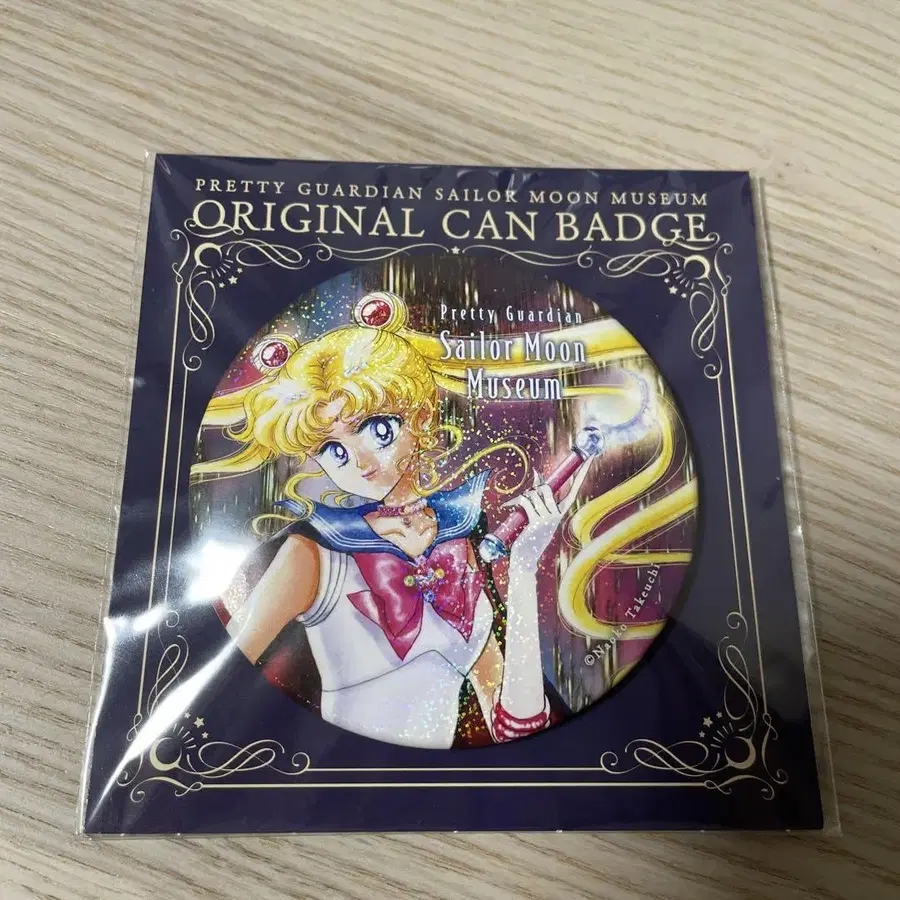 PRETTY GUARDIAN SAILOR MOON MUSEUM
ORIGINAL CAN BADGE
Pretty Guardian
Sailor Moon
Museum
©Naoko Takeuchi